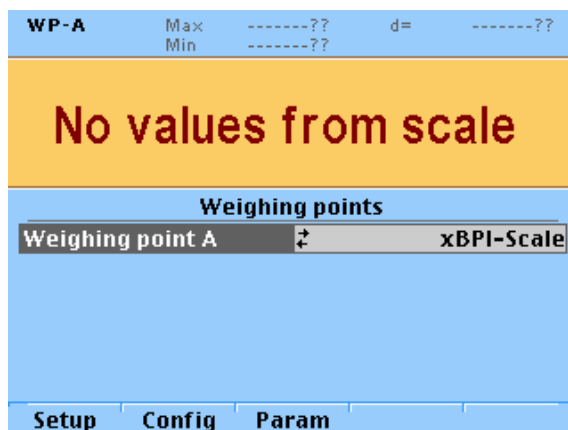 WP-A Max -------?? d= -------??
Min -------??
No values from scale
Weighing points
Weighing point A xBPI-Scale
Setup Config Param